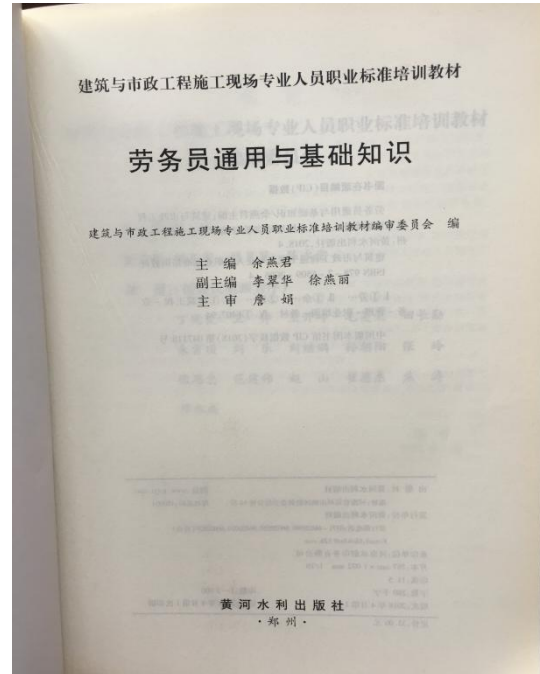 建筑与市政工程施工现场专业人员职业标准培训教材
劳务员通用与基础知识
建筑与市政工程施工现场专业人员职业标准培训教材编审委员会 编
主 编 余燕君
副主编 李翠华 徐燕丽
主 审 詹 娟
黄河水利出版社
·郑州·